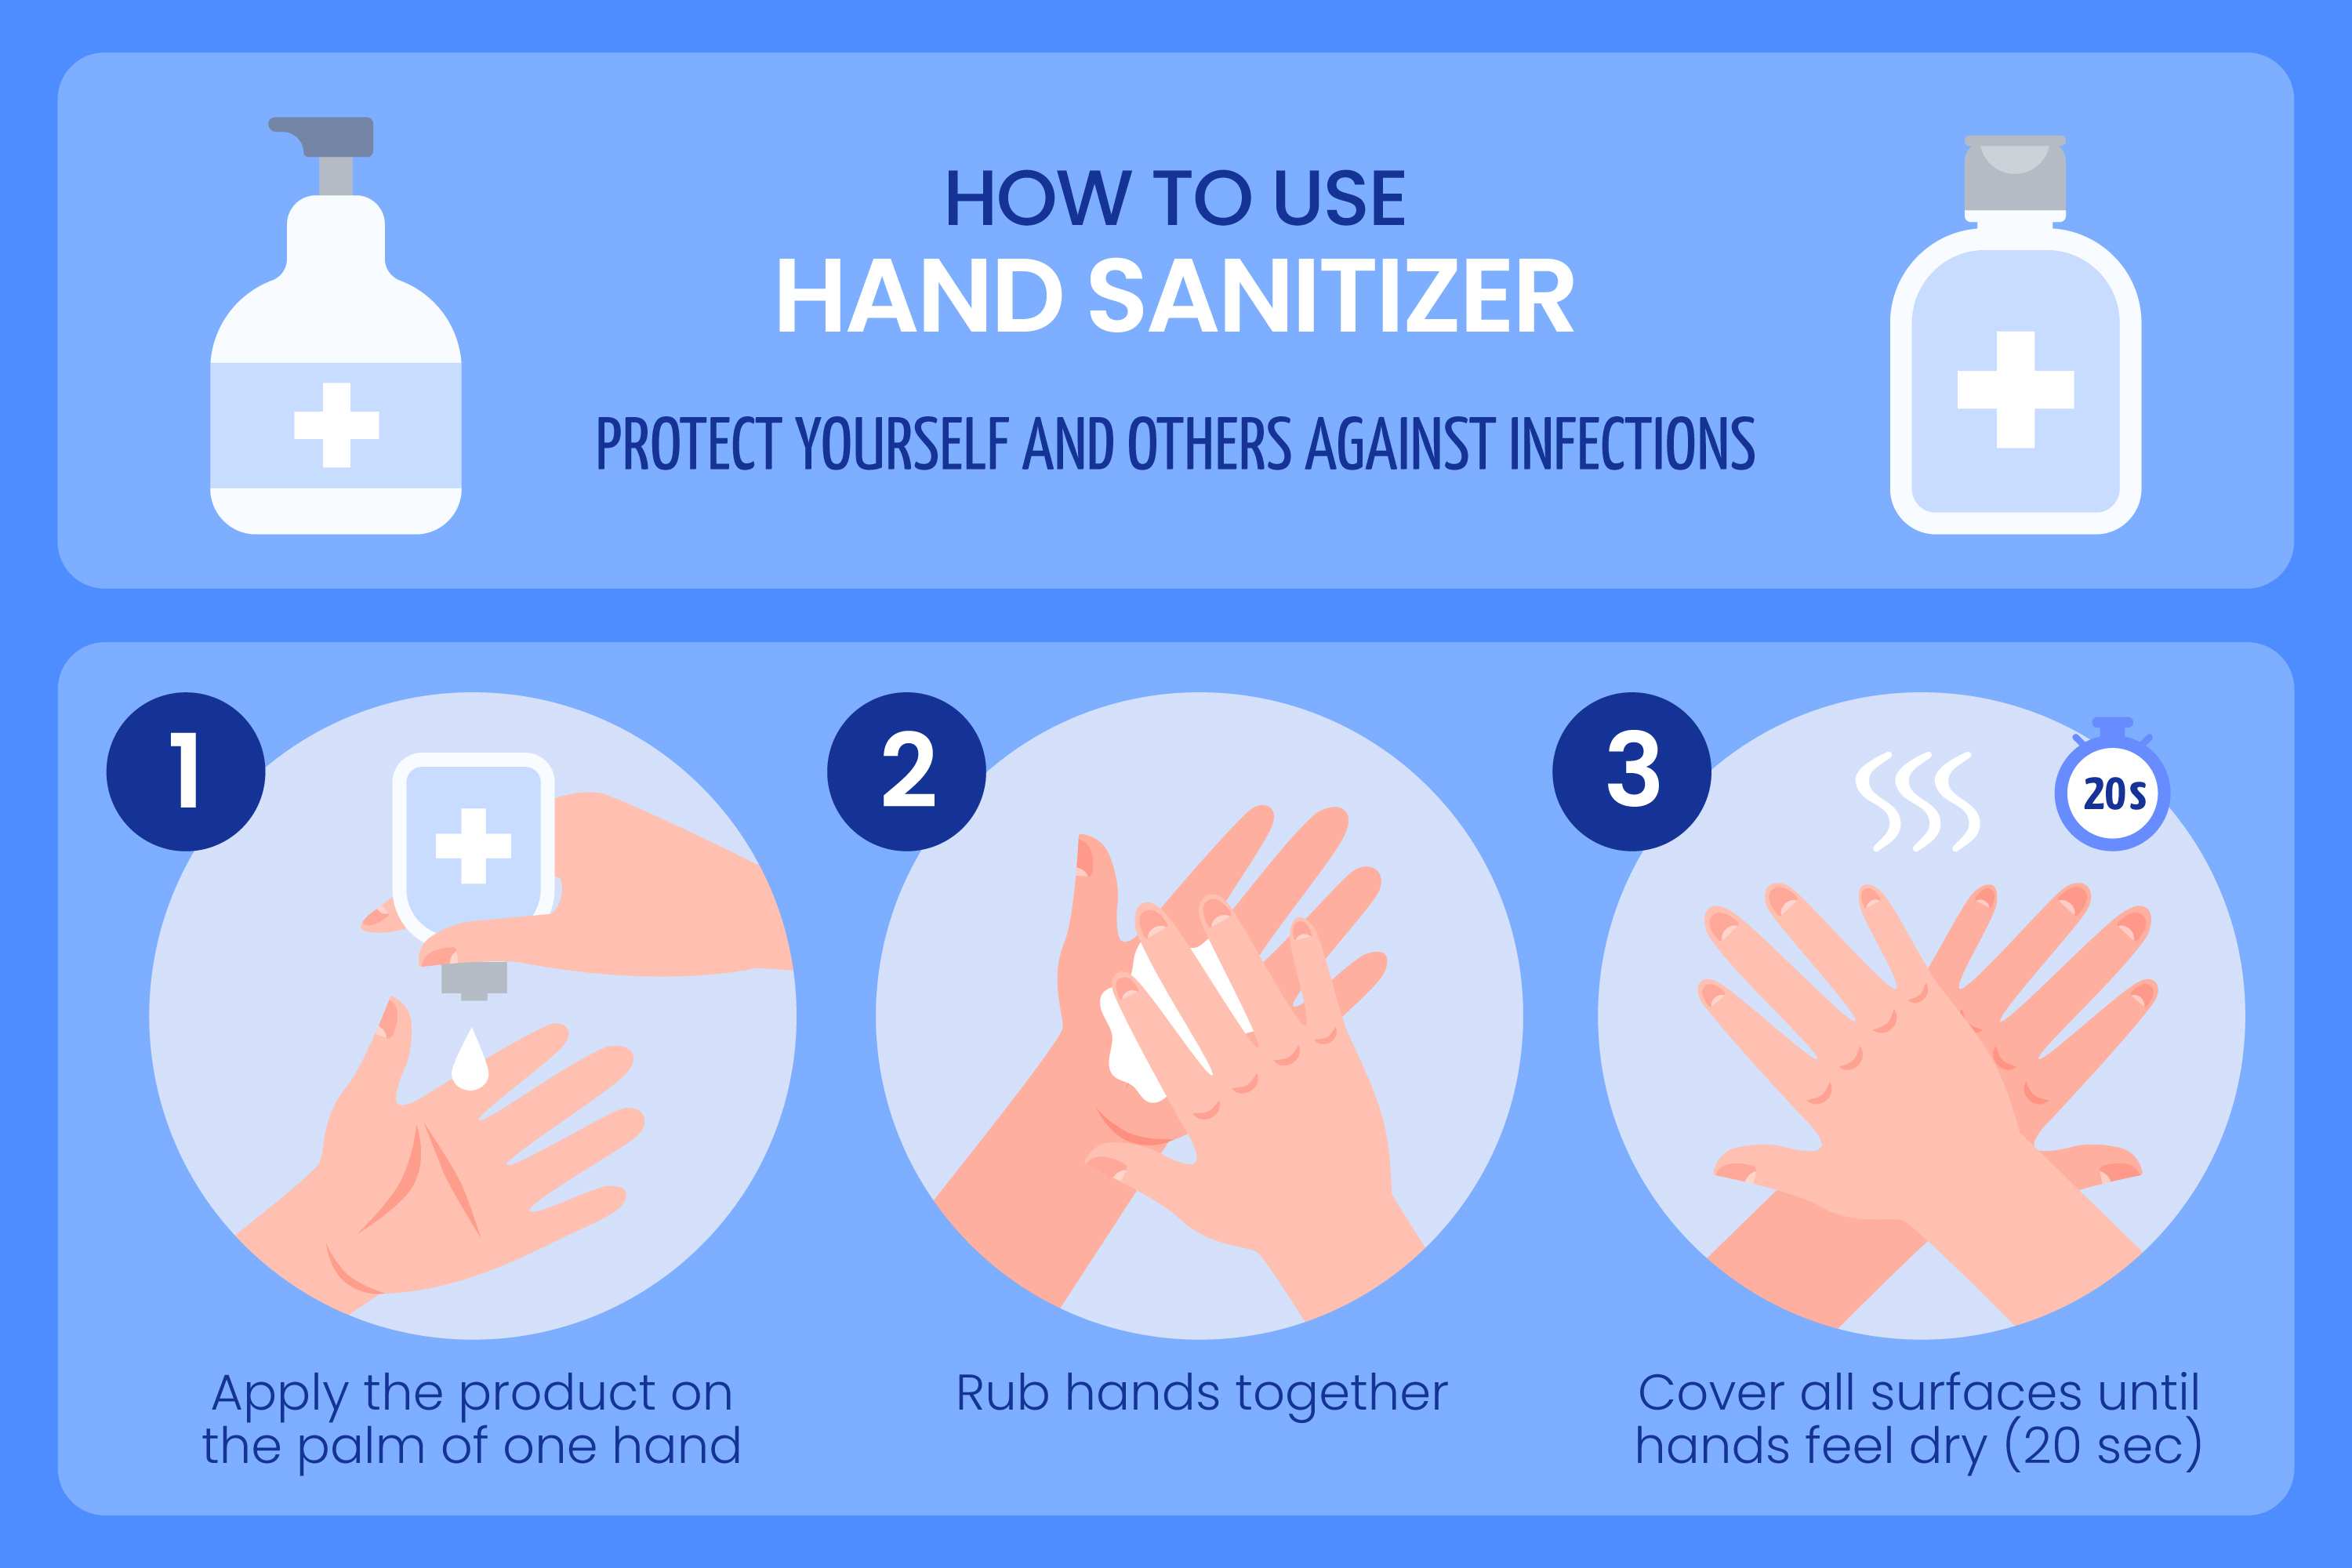 HOW TO USE
HAND SANITIZER
PROTECT YOURSELF AND OTHERS AGAINST INFECTIONS
1
2
3
20s
Apply the product on
the palm of one hand
Rub hands together
Cover all surfaces until
hands feel dry (20 sec)